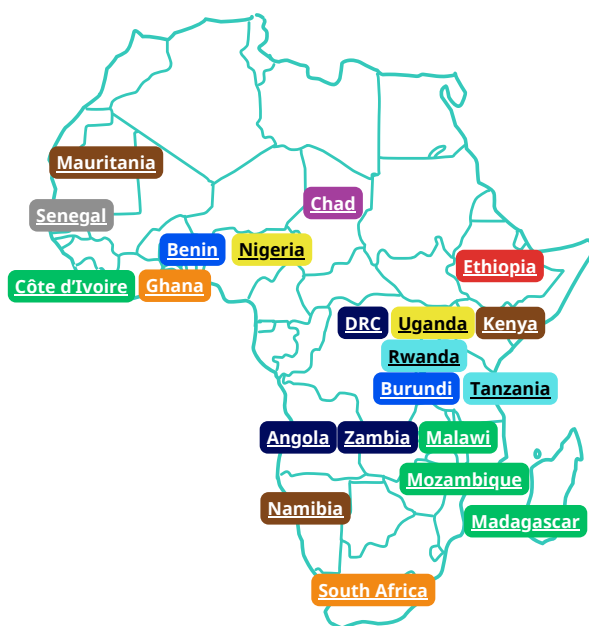 Mauritania
Chad
Senegal
Benin
Nigeria
Ethiopia
Côte d'Ivoire
Ghana
DRC
Uganda
Kenya
Rwanda
Burundi
Tanzania
Angola
Zambia
Malawi
Mozambique
Namibia
Madagascar
South Africa